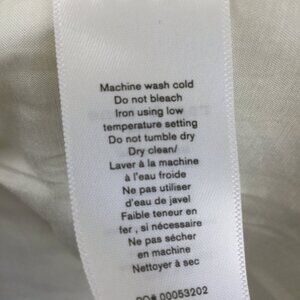 Machine wash cold
Do not bleach
Iron using low
temperature setting
Do not tumble dry
Dry clean/
Laver à la machine
à l'eau froide
Ne pas utiliser
d'eau de javel
Faible teneur en
fer , si nécessaire
Ne pas sécher
en machine
Nettoyer à sec
PO# 00053202